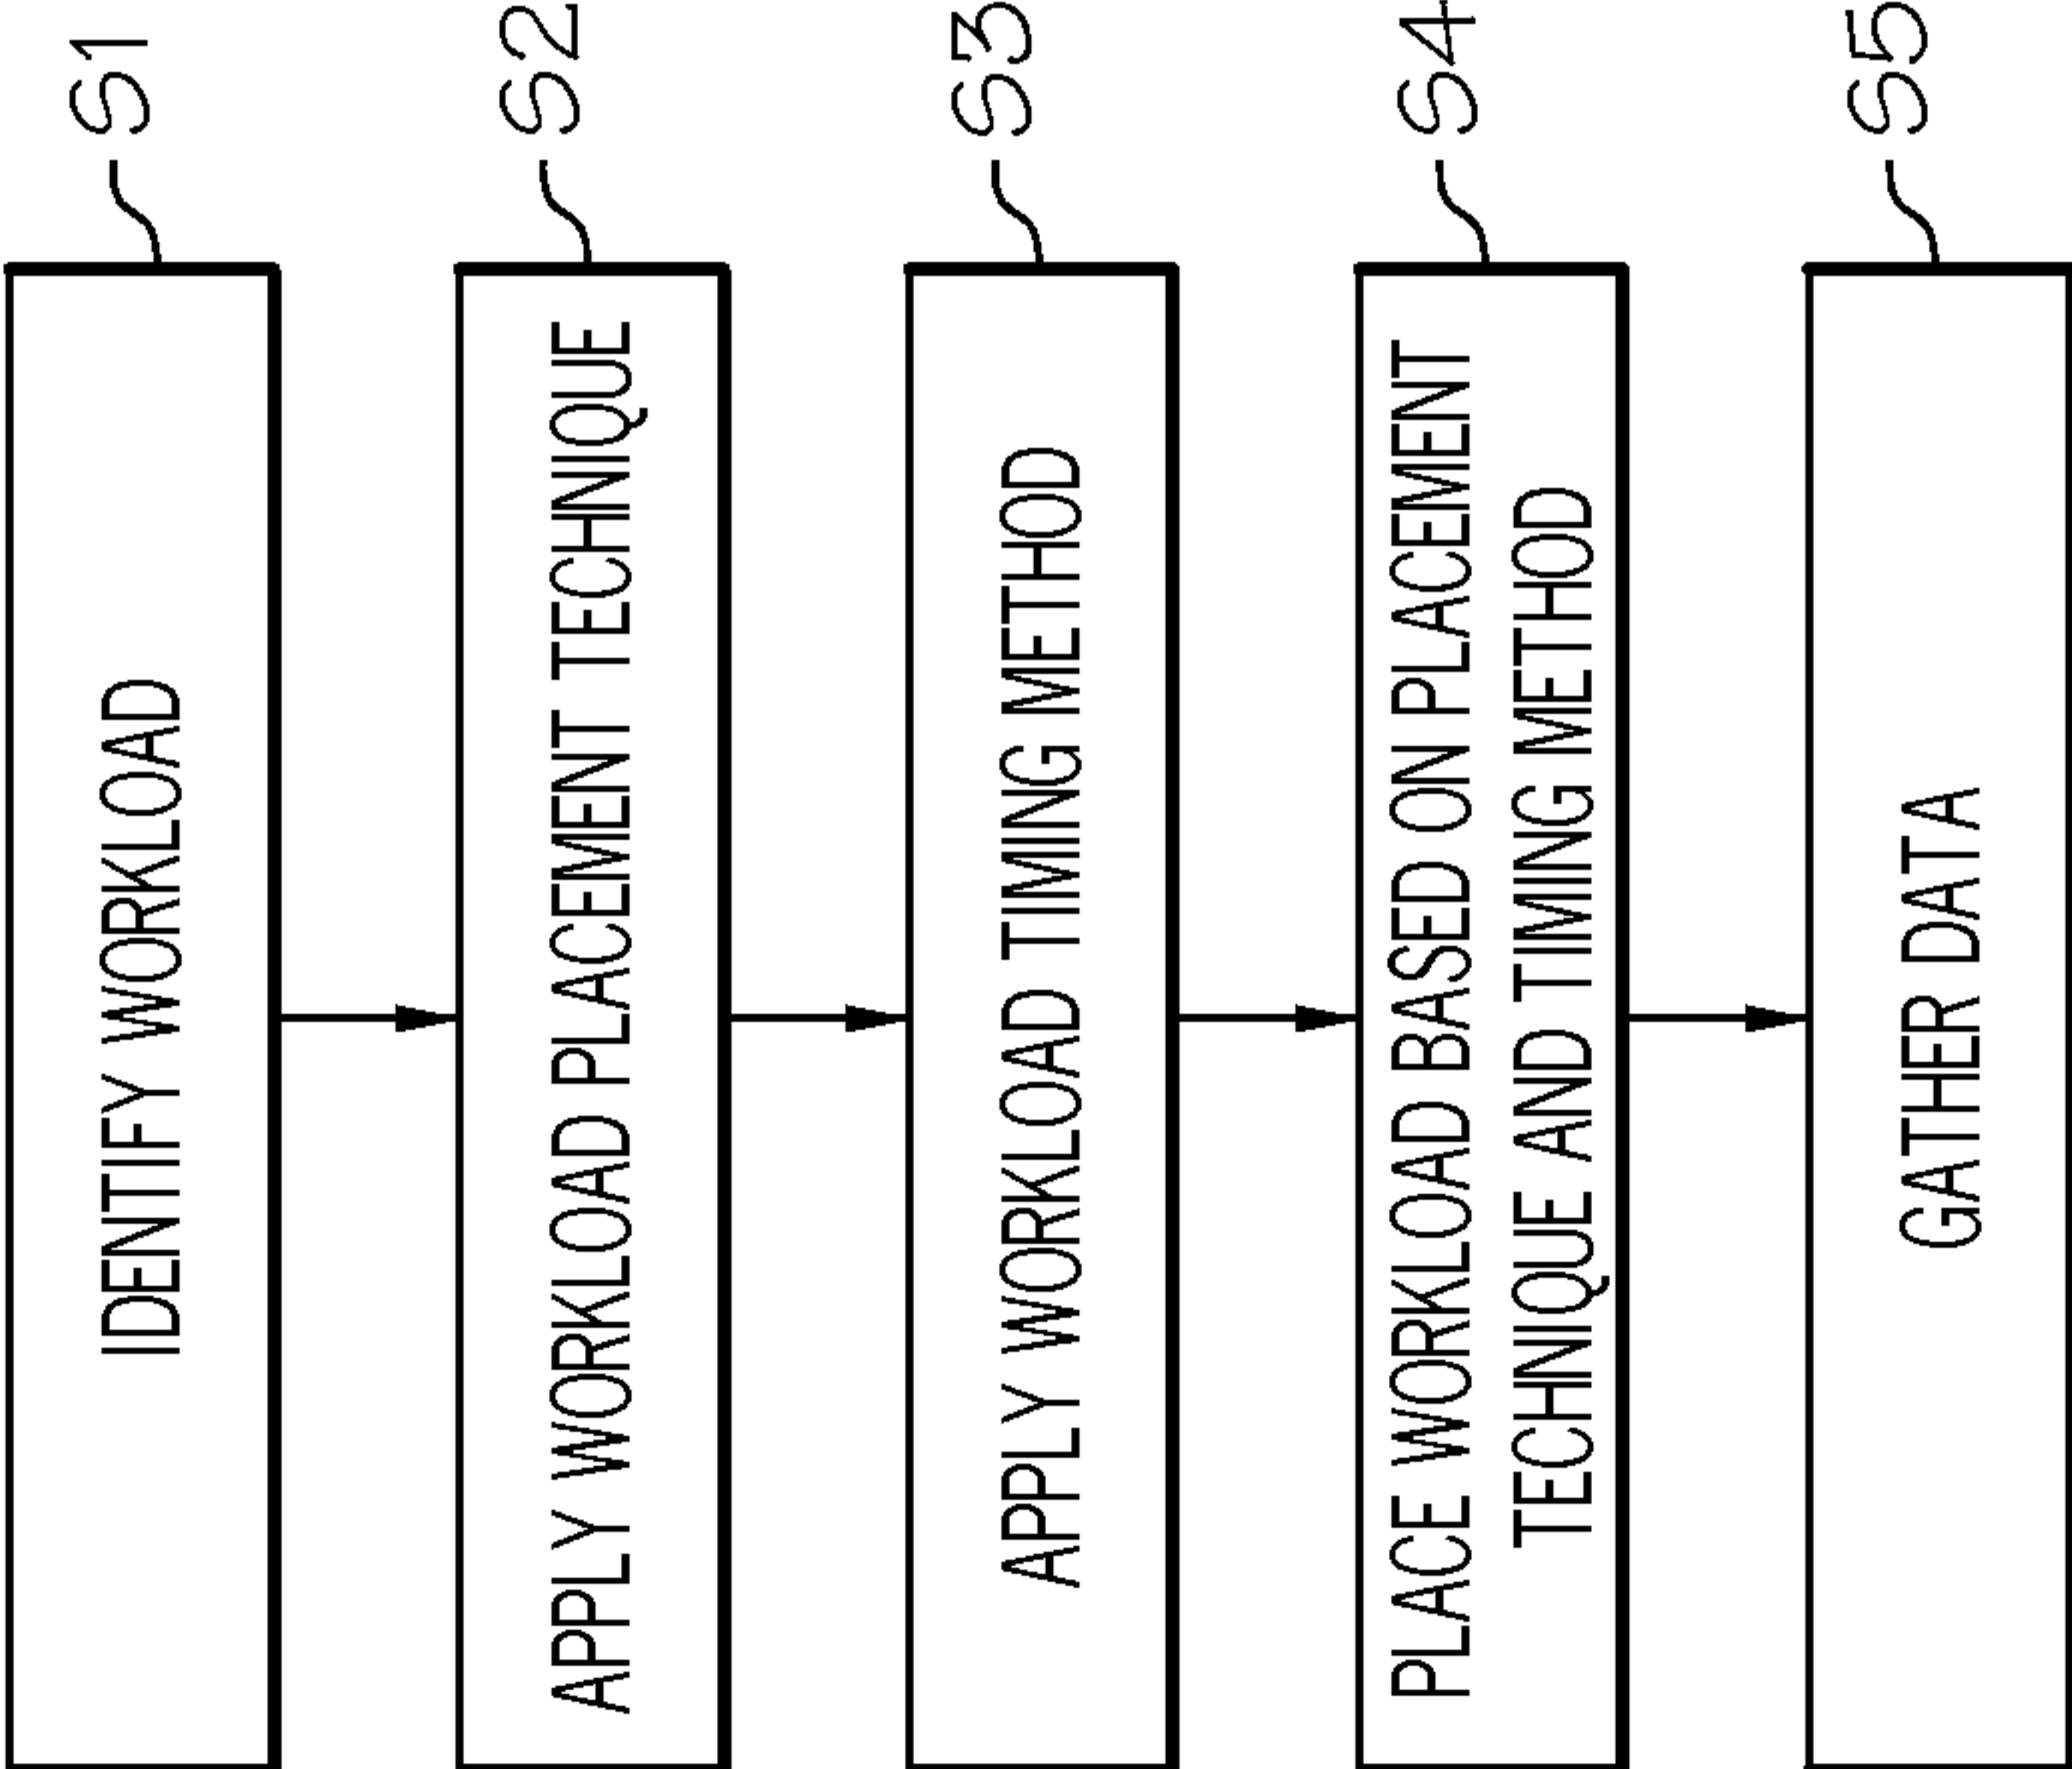 S1
IDENTIFY WORKLOAD
S2
APPLY WORKLOAD PLACEMENT TECHNIQUE
S3
APPLY WORKLOAD TIMING METHOD
S4
PLACE WORKLOAD BASED ON PLACEMENT
TECHNIQUE AND TIMING METHOD
S5
GATHER DATA